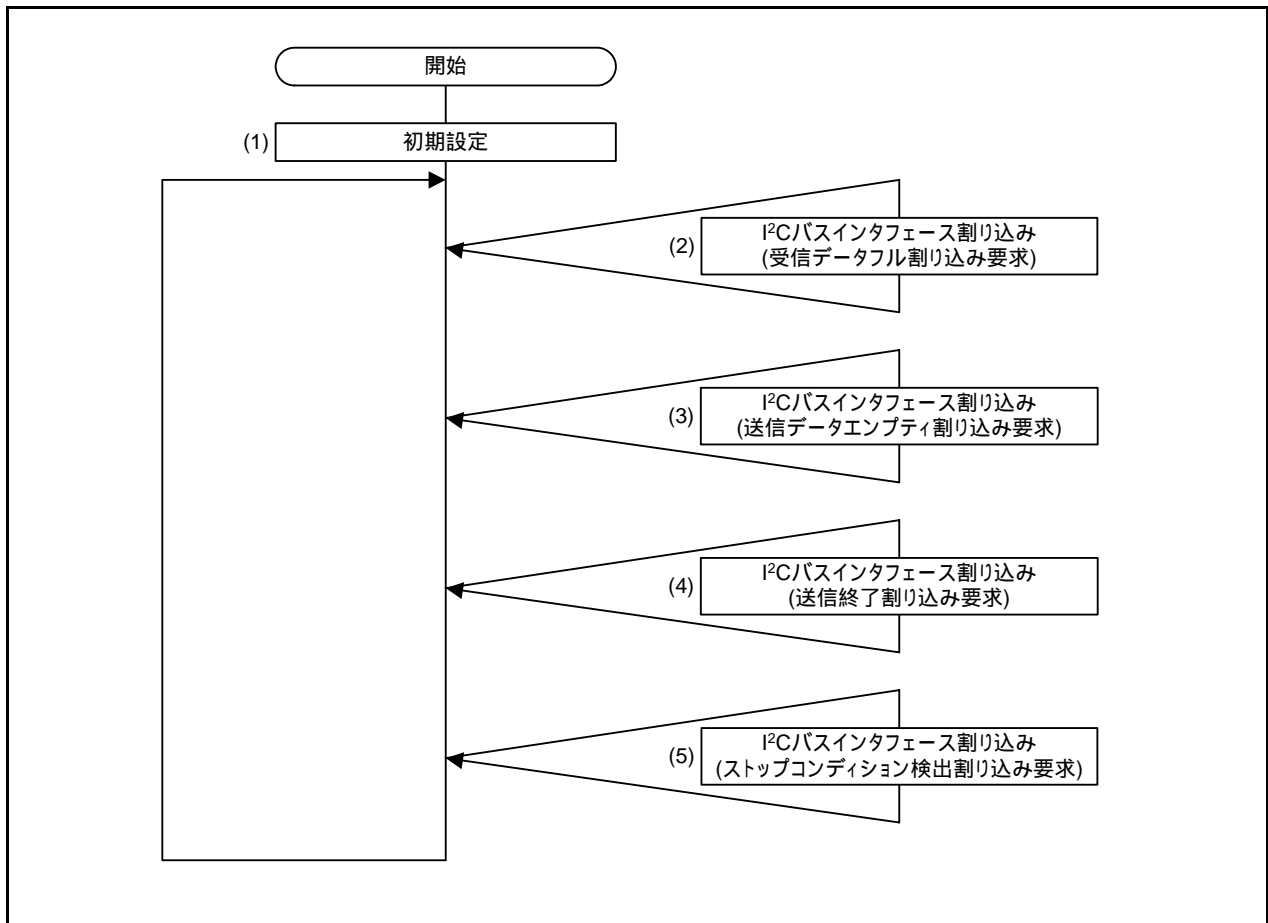 開始
(1) 初期設定
(2) I²Cバスインタフェース割り込み
(受信データフル割り込み要求)
(3) I²Cバスインタフェース割り込み
(送信データエンプティ割り込み要求)
(4) I²Cバスインタフェース割り込み
(送信終了割り込み要求)
(5) I²Cバスインタフェース割り込み
(ストップコンディション検出割り込み要求)